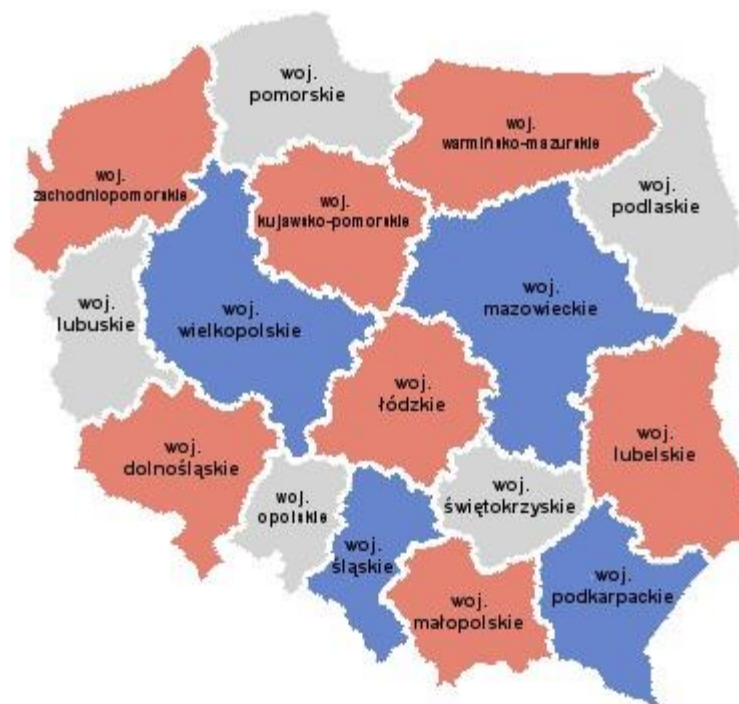 woj.
pomorskie
woj.
warmińsko-mazurskie
woj.
zachodniopomorskie
woj.
kujawsko-pomorskie
woj.
podlaskie
woj.
lubuskie
woj.
wielkopolskie
woj.
mazowieckie
woj.
łódzkie
woj.
dolnośląskie
woj.
lubelskie
woj.
opolskie
woj.
świętokrzyskie
woj.
śląskie
woj.
podkarpackie
woj.
małopolskie